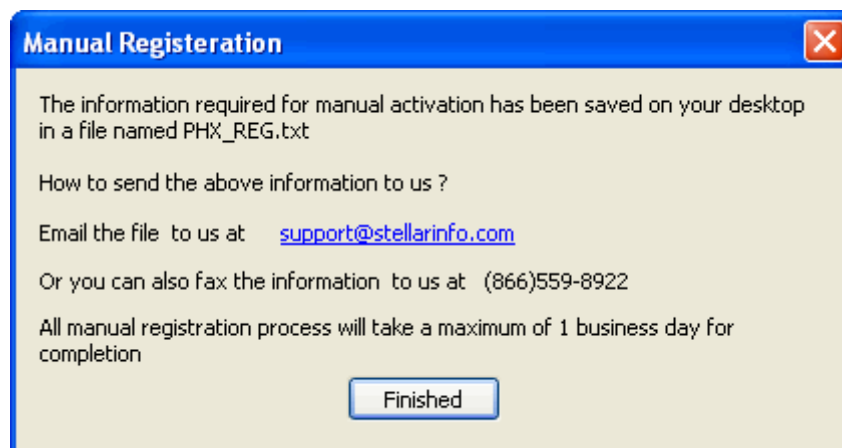 Manual Registeration
The information required for manual activation has been saved on your desktop
in a file named PHX_REG.txt
How to send the above information to us ?
Email the file  to us at    support@stellarinfo.com
Or you can also fax the information  to us at   (866)559-8922
All manual registration process will take a maximum of 1 business day for
completion
Finished